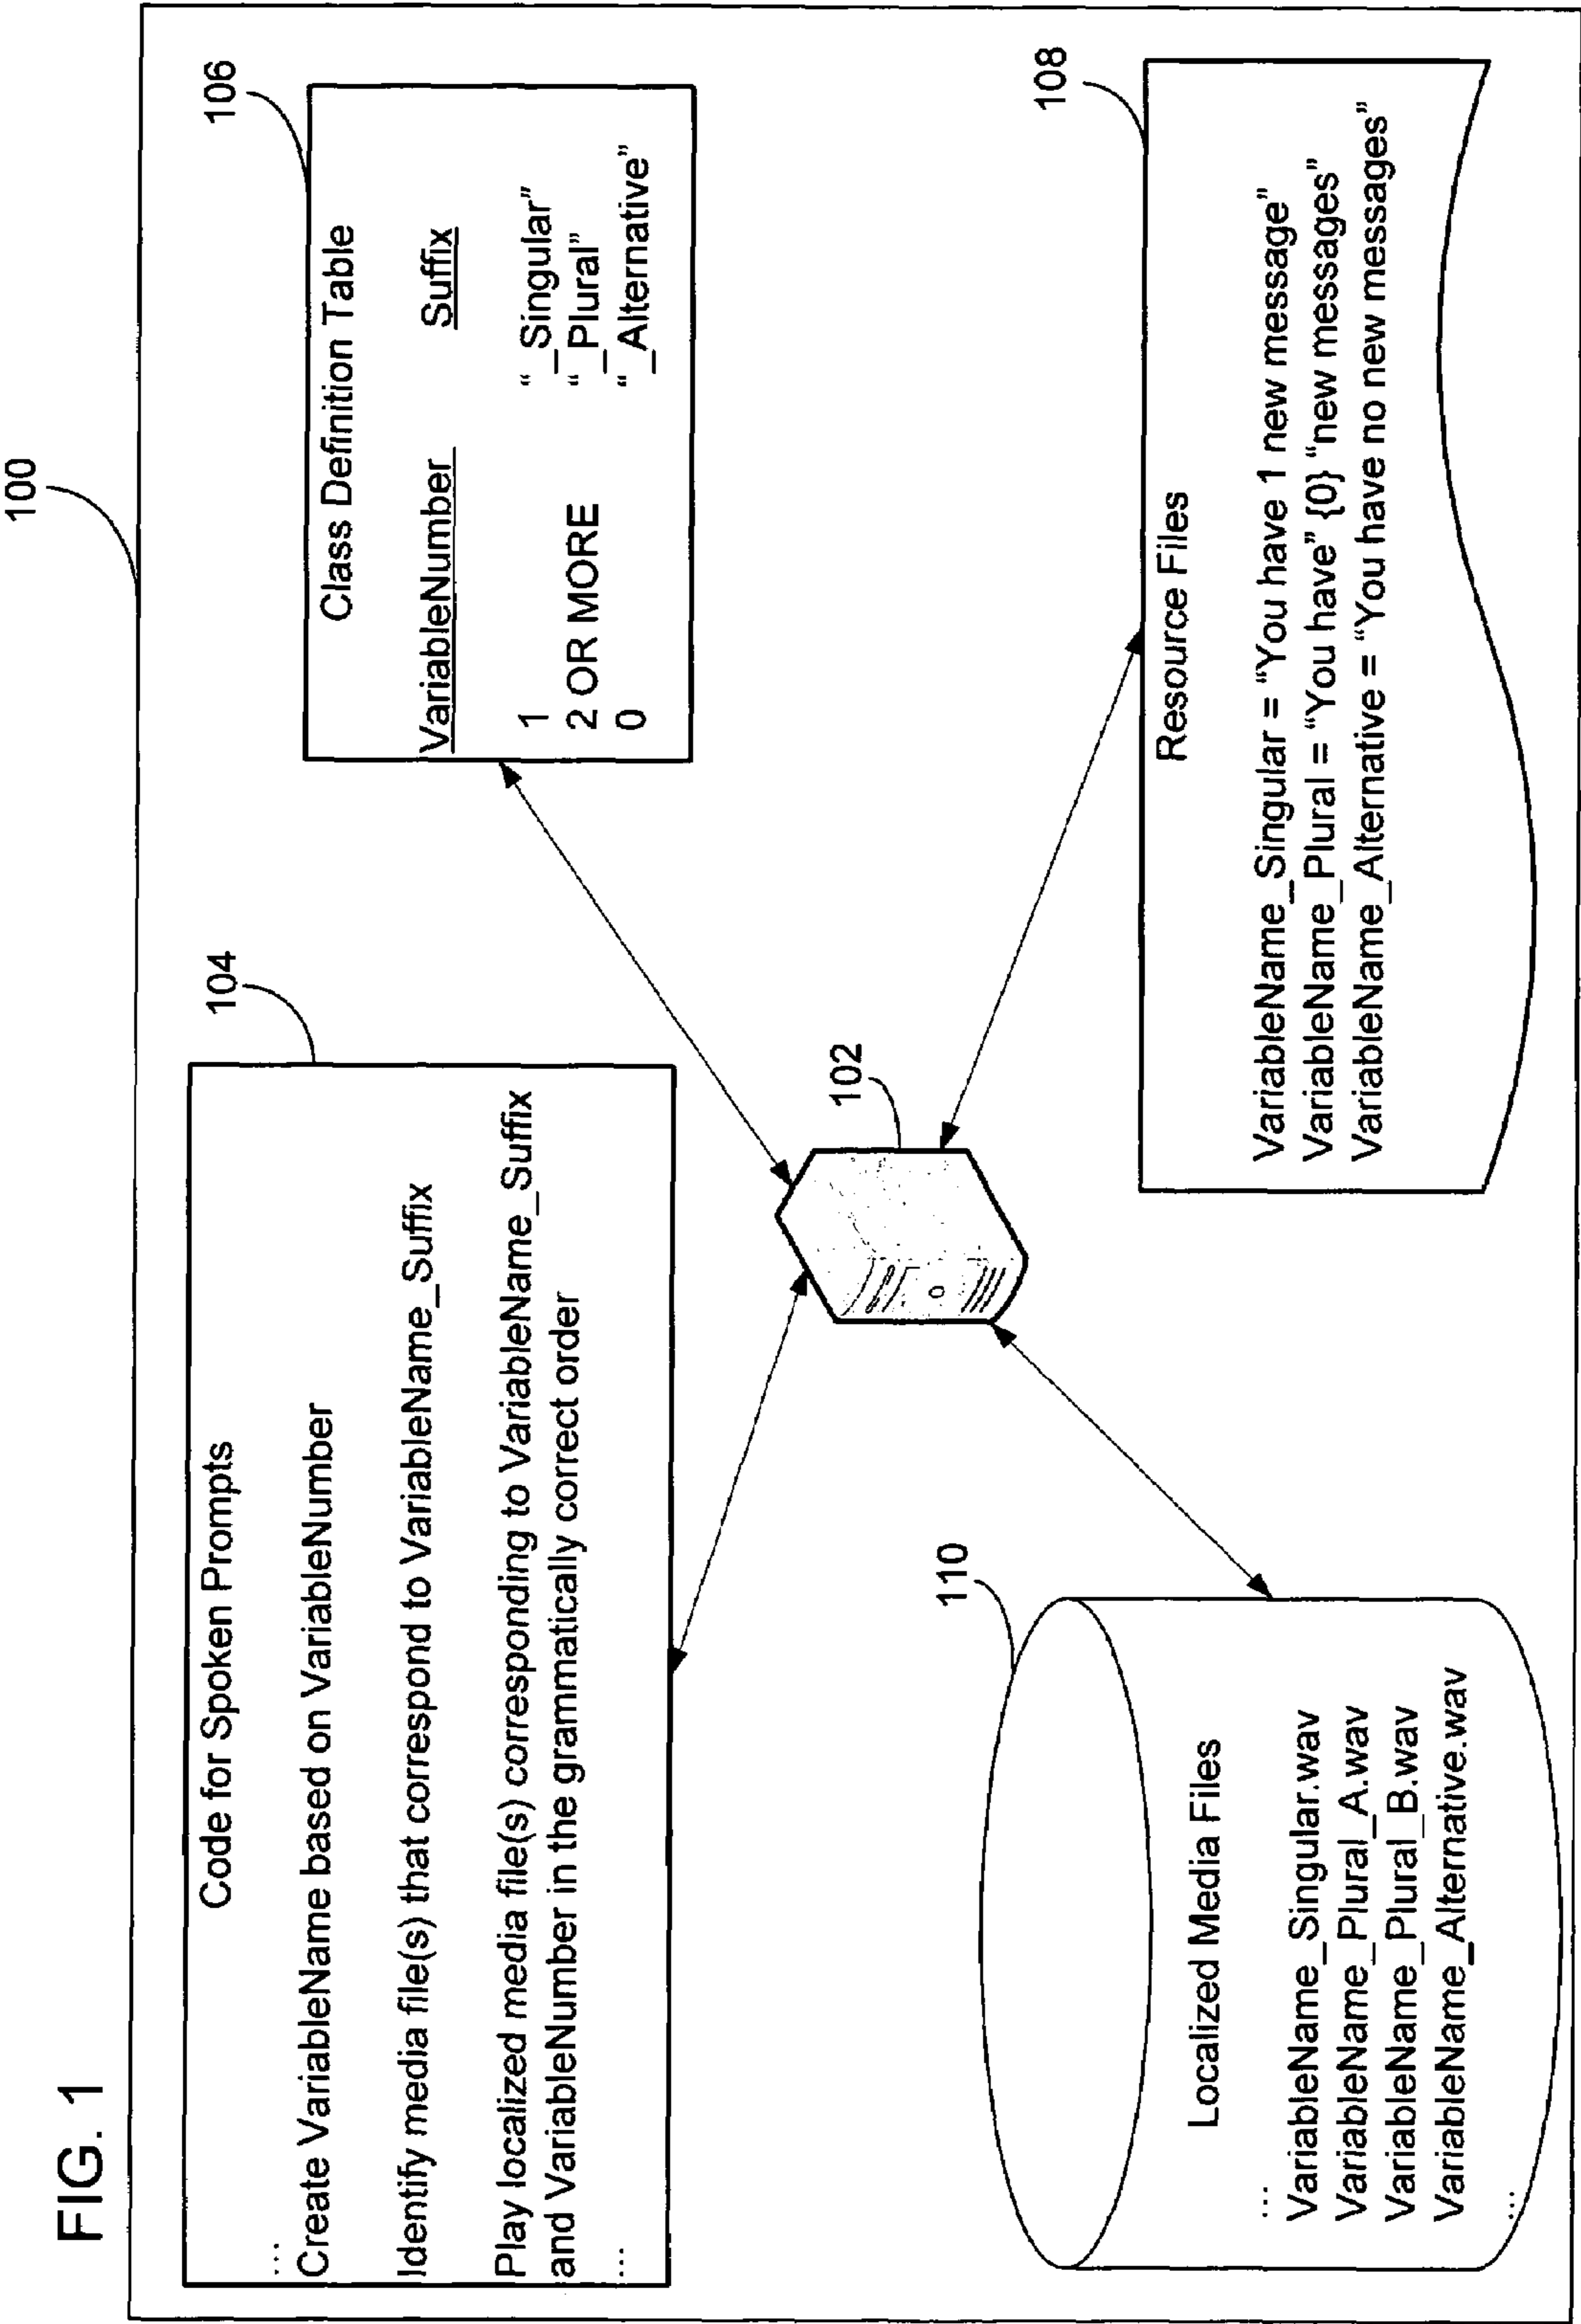 FIG. 1
100
104
Code for Spoken Prompts
...
Create VariableName based on VariableNumber
Identify media file(s) that correspond to VariableName_Suffix
Play localized media file(s) corresponding to VariableName_Suffix
and VariableNumber in the grammatically correct order
...
106
Class Definition Table
VariableNumber Suffix
1 “_Singular”
2 OR MORE “_Plural”
0 “_Alternative”
102
110
Localized Media Files
...
VariableName_Singular.wav
VariableName_Plural_A.wav
VariableName_Plural_B.wav
VariableName_Alternative.wav
...
108
Resource Files
VariableName_Singular = “You have 1 new message”
VariableName_Plural = “You have” {0} “new messages”
VariableName_Alternative = “You have no new messages”